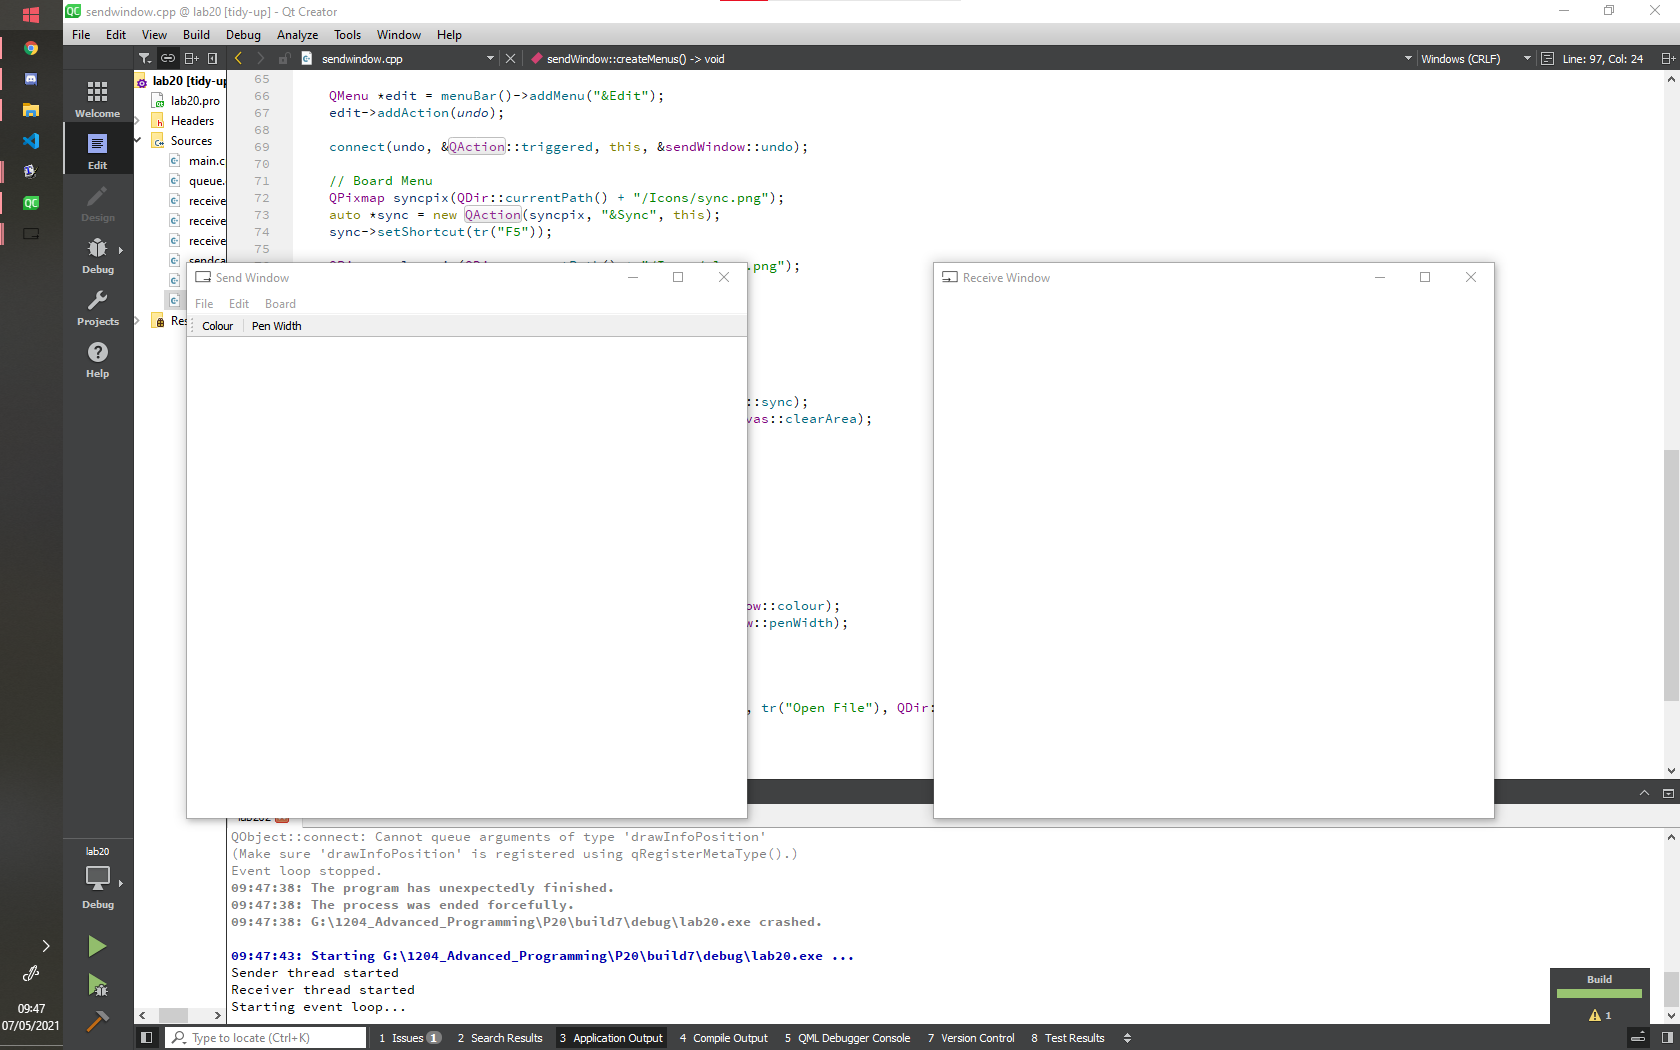 sendwindow.cpp @ lab20 [tidy-up] - Qt Creator
File Edit View Build Debug Analyze Tools Window Help
sendwindow.cpp
sendWindow::createMenus() -> void
Windows (CRLF)
Line: 97, Col: 24
Welcome
Edit
Design
Debug
Projects
Help
lab20 [tidy-up
lab20.pro
Headers
Sources
main.c
queue.
receive
receive
receive
65
66 QMenu *edit = menuBar()->addMenu("&Edit");
67 edit->addAction(undo);
68
69 connect(undo, &QAction::triggered, this, &sendWindow::undo);
70
71 // Board Menu
72 QPixmap syncpix(QDir::currentPath() + "/Icons/sync.png");
73 auto *sync = new QAction(syncpix, "&Sync", this);
74 sync->setShortcut(tr("F5"));
75
.png");
::sync);
vas::clearArea);
ow::colour);
w::penWidth);
, tr("Open File"), QDir:
Send Window
File Edit Board
Colour Pen Width
Receive Window
QObject::connect: Cannot queue arguments of type 'drawInfoPosition'
(Make sure 'drawInfoPosition' is registered using qRegisterMetaType().)
Event loop stopped.
09:47:38: The program has unexpectedly finished.
09:47:38: The process was ended forcefully.
09:47:38: G:\1204_Advanced_Programming\P20\build7\debug\lab20.exe crashed.
09:47:43: Starting G:\1204_Advanced_Programming\P20\build7\debug\lab20.exe ...
Sender thread started
Receiver thread started
Starting event loop...
lab20
Debug
09:47
07/05/2021
Build
1
Type to locate (Ctrl+K)
1 Issues 1
2 Search Results
3 Application Output
4 Compile Output
5 QML Debugger Console
7 Version Control
8 Test Results